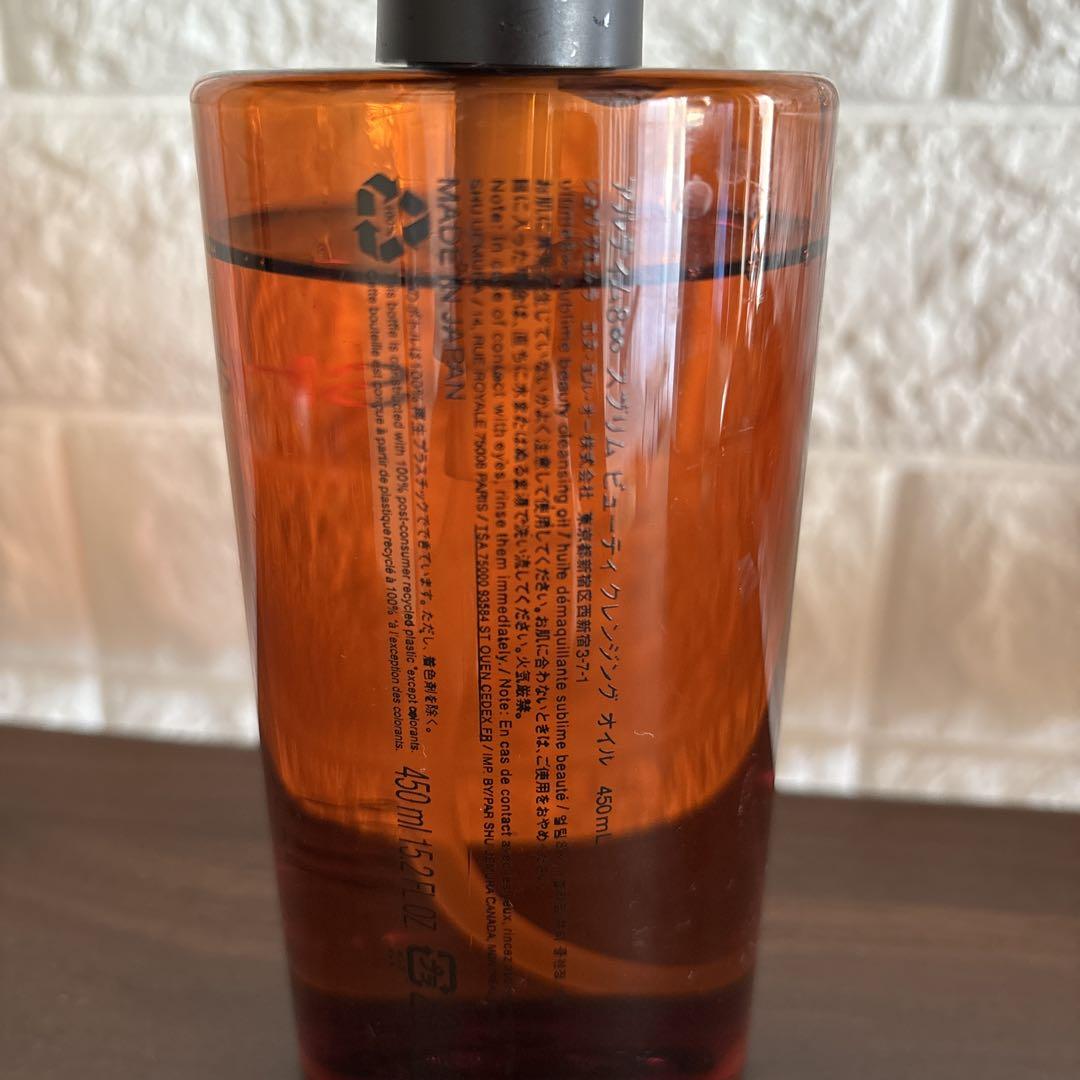 アルティム8∞ スブリム ビューティ クレンジング オイル 450mL
シュウ ウエムラ 日本ロレアル株式会社 東京都新宿区西新宿3-7-1
sublime beauty cleansing oil / huile démaquillante sublime beauté /
お肌に異常が生じていないかよく注意して使用してください。お肌に合わないときは、ご使用をおやめください。
眼に入った場合は、直ちに水またはぬるま湯で洗い流してください。火気厳禁。
Note: In case of contact with eyes, rinse them immediately. / Note: En cas de contact avec les yeux, rincez
SHU UEMURA / 14, RUE ROYALE 75008 PARIS / TSA 75000 93584 ST OUEN CEDEX.FR / IMP. BY/PAR SHU UEMURA CANADA,
MADE IN JAPAN
このボトルは100%再生プラスチックでできています。ただし、着色剤を除く。
This bottle is constructed with 100% post-consumer recycled plastic *except colorants.
Cette bouteille est conçue à partir de plastique recyclé à 100% *à l'exception des colorants.
450 ml 15.2 FL OZ
プラ